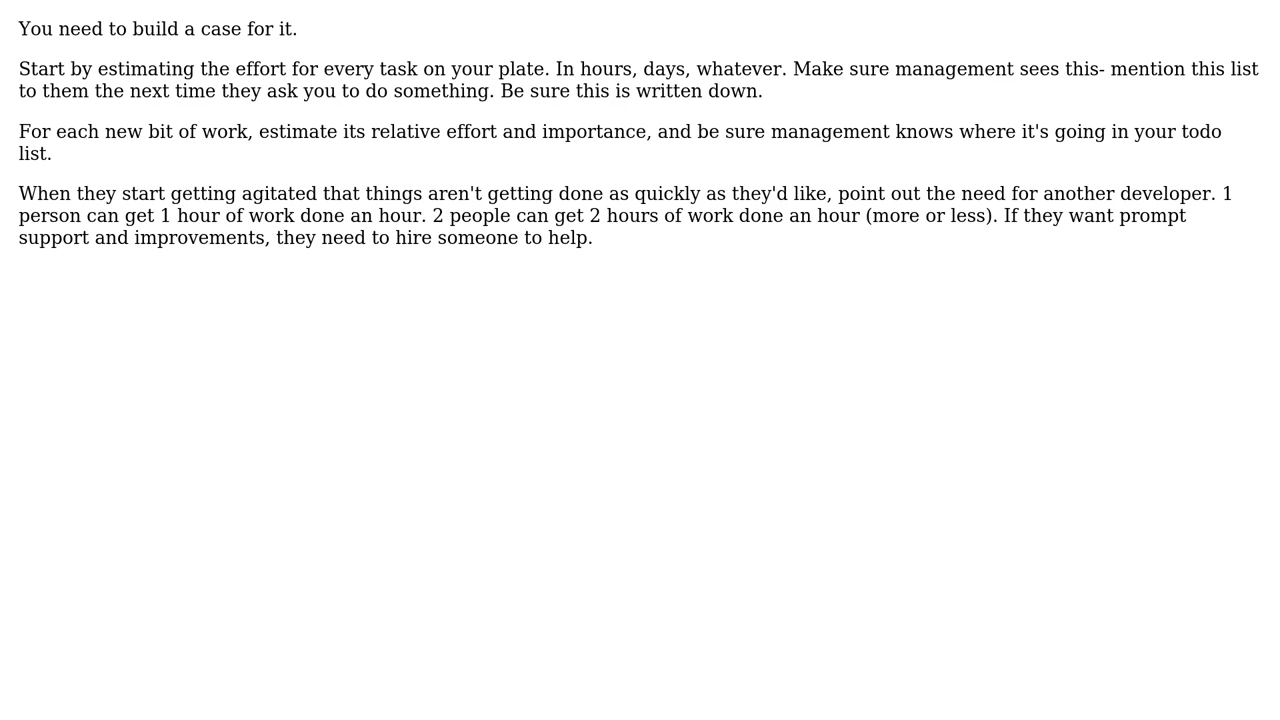 You need to build a case for it.
Start by estimating the effort for every task on your plate. In hours, days, whatever. Make sure management sees this- mention this list
to them the next time they ask you to do something. Be sure this is written down.
For each new bit of work, estimate its relative effort and importance, and be sure management knows where it's going in your todo
list.
When they start getting agitated that things aren't getting done as quickly as they'd like, point out the need for another developer. 1
person can get 1 hour of work done an hour. 2 people can get 2 hours of work done an hour (more or less). If they want prompt
support and improvements, they need to hire someone to help.